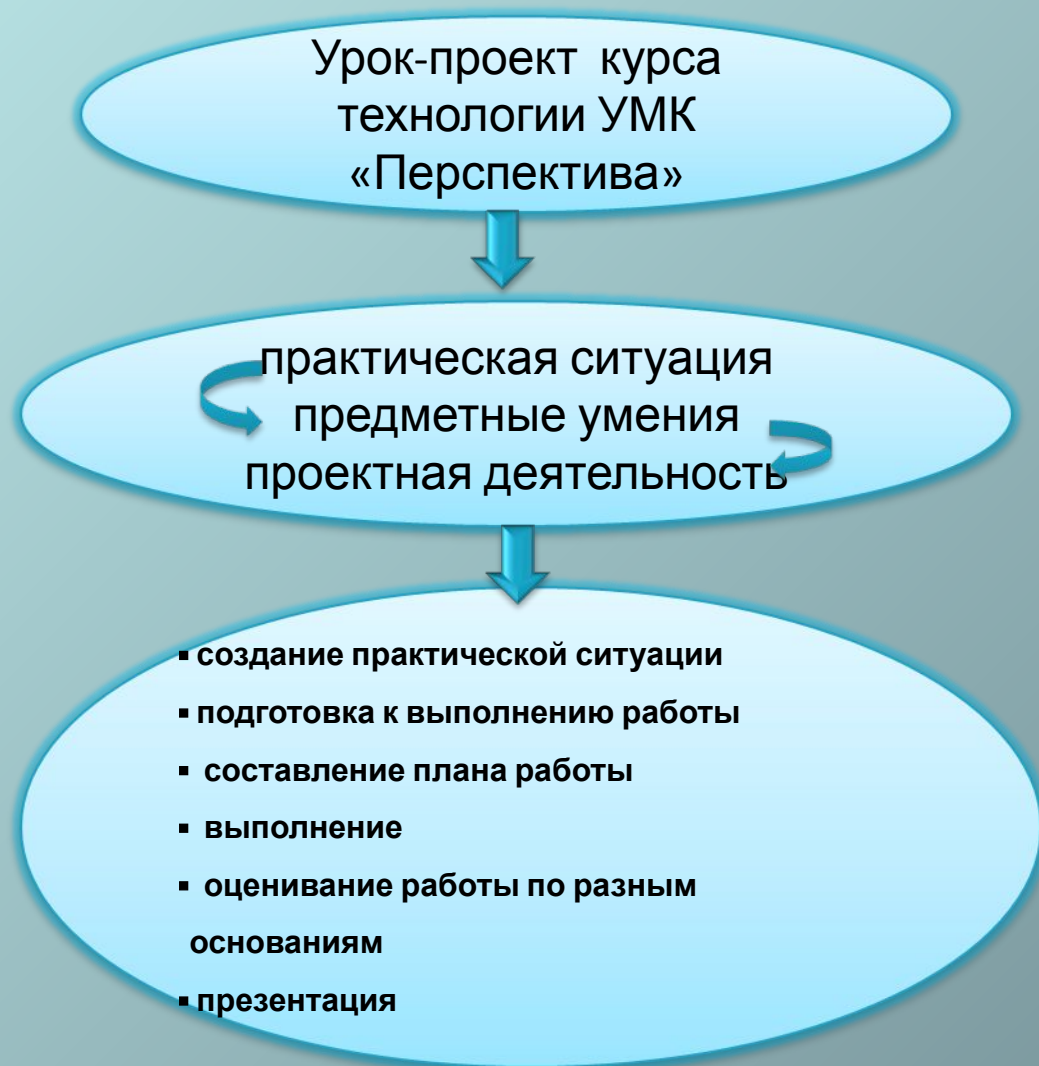 Урок-проект курса
технологии УМК
«Перспектива»
практическая ситуация
предметные умения
проектная деятельность
▪ создание практической ситуации
▪ подготовка к выполнению работы
▪ составление плана работы
▪ выполнение
▪ оценивание работы по разным
основаниям
▪ презентация